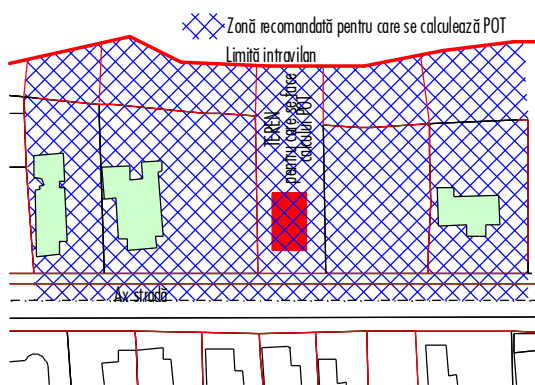 Zonă recomandată pentru care se calculează POT
Limită intravilan
TEREN
pentru care se face
calculul POT
Ax stradă